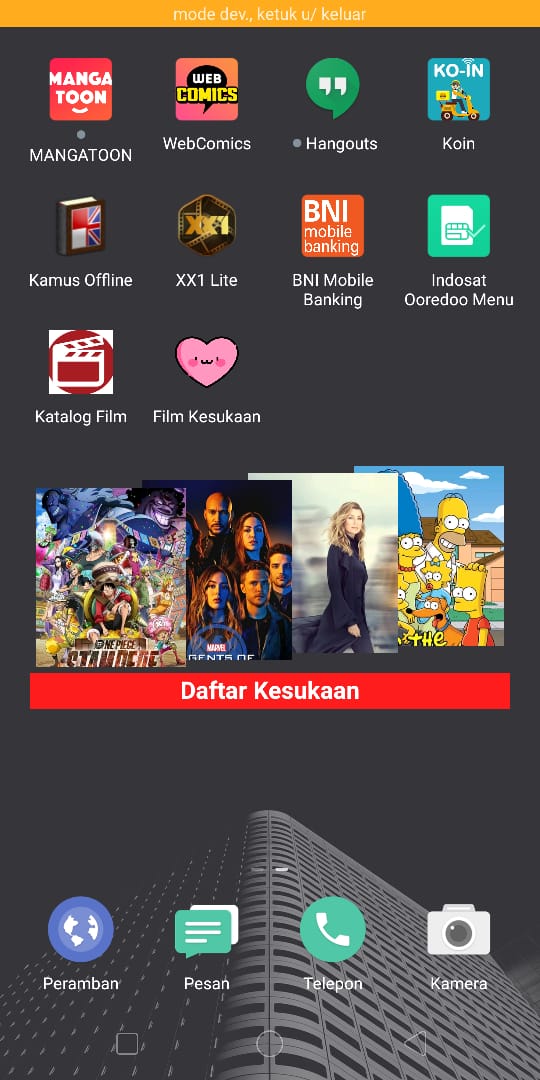 mode dev., ketuk u/ keluar
MANGA
TOON
WEB
COMICS
KO-IN
MANGATOON
WebComics
Hangouts
Koin
XX1
BNI
mobile
banking
Kamus Offline
XX1 Lite
BNI Mobile
Banking
Indosat
Ooredoo Menu
Katalog Film
Film Kesukaan
ONE PIECE
STAMPEDE
MARVEL
AGENTS OF
THE
Daftar Kesukaan
Peramban
Pesan
Telepon
Kamera